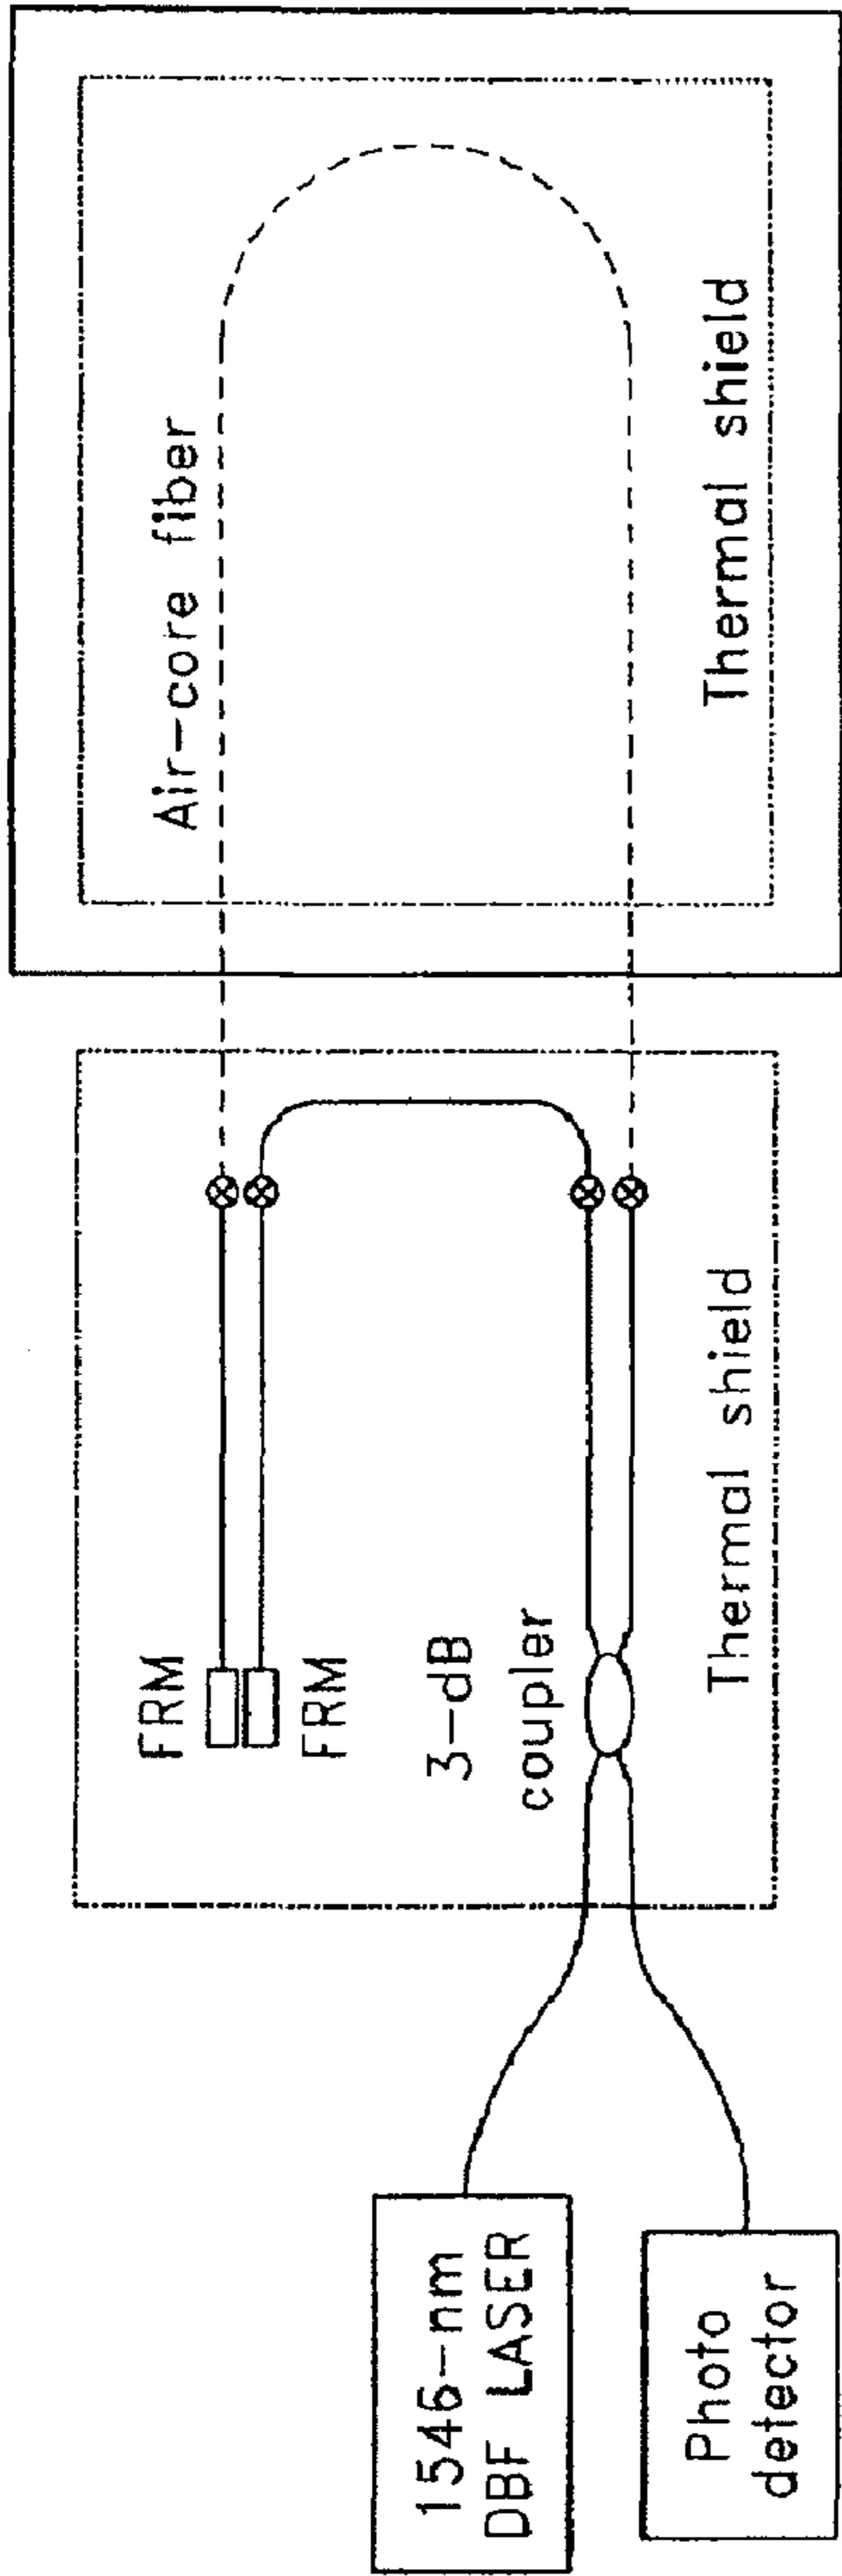 1546-nm
DBF LASER
Photo
detector
FRM
FRM
3-dB
coupler
Thermal shield
Air-core fiber
Thermal shield